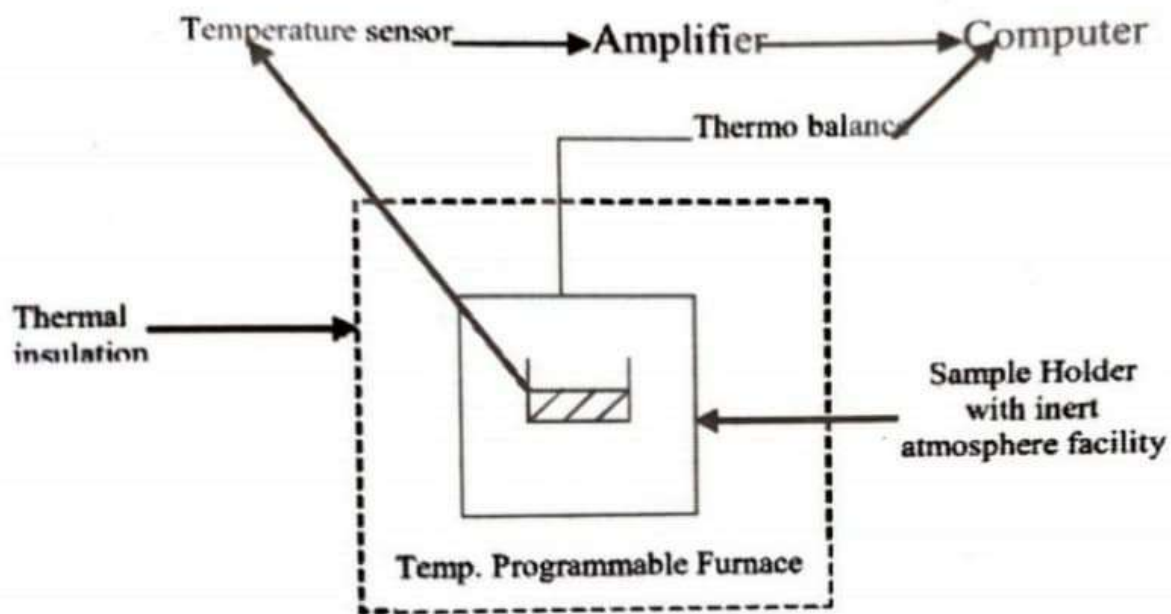 Temperature sensor
Amplifier
Computer
Thermo balance
Thermal
insulation
Sample Holder
with inert
atmosphere facility
Temp. Programmable Furnace